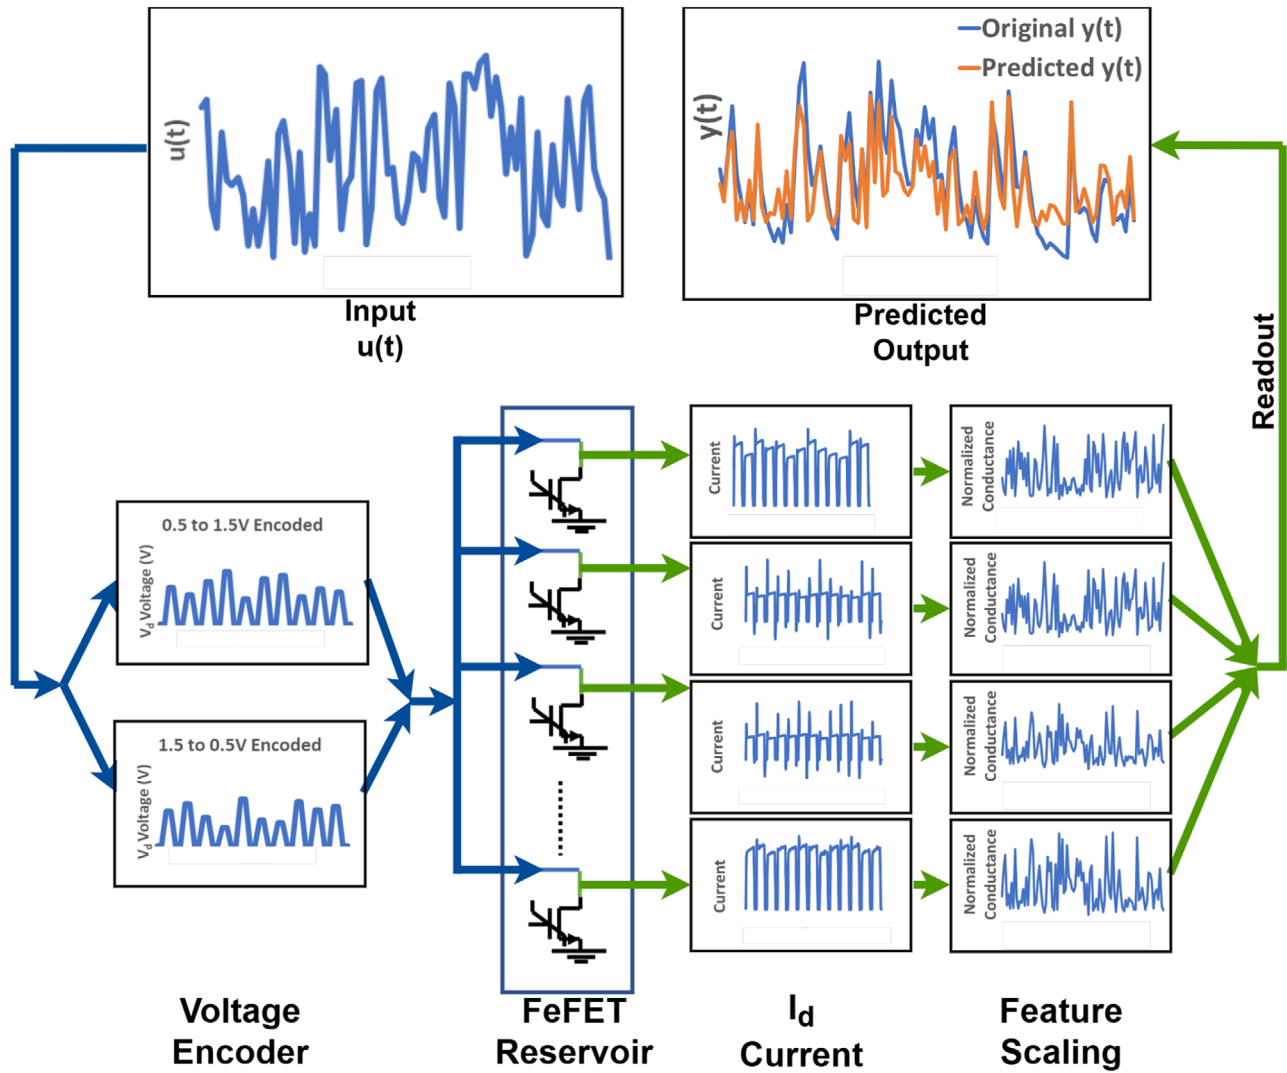 u(t)
Input
u(t)
Original y(t)
Predicted y(t)
y(t)
Predicted
Output
Readout
0.5 to 1.5V Encoded
Vd Voltage (V)
1.5 to 0.5V Encoded
Vd Voltage (V)
Current
Current
Current
Current
Normalized
Conductance
Normalized
Conductance
Normalized
Conductance
Normalized
Conductance
Voltage
Encoder
FeFET
Reservoir
Id
Current
Feature
Scaling